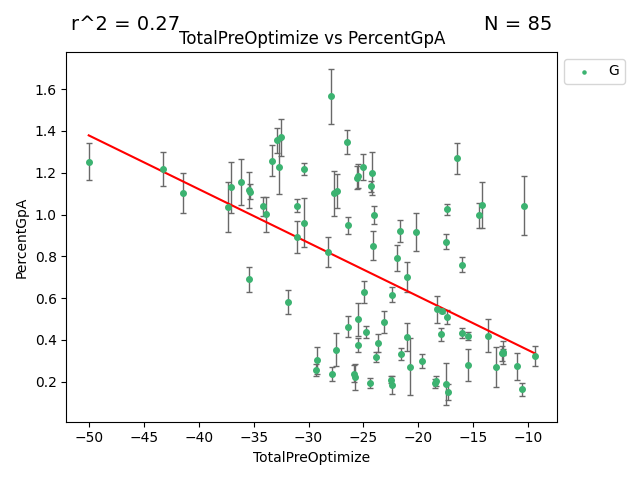 r^2 = 0.27
N = 85
TotalPreOptimize vs PercentGpA
G
1.6
1.4
1.2
1.0
0.8
0.6
0.4
0.2
PercentGpA
−50
−45
−40
−35
−30
−25
−20
−15
−10
TotalPreOptimize